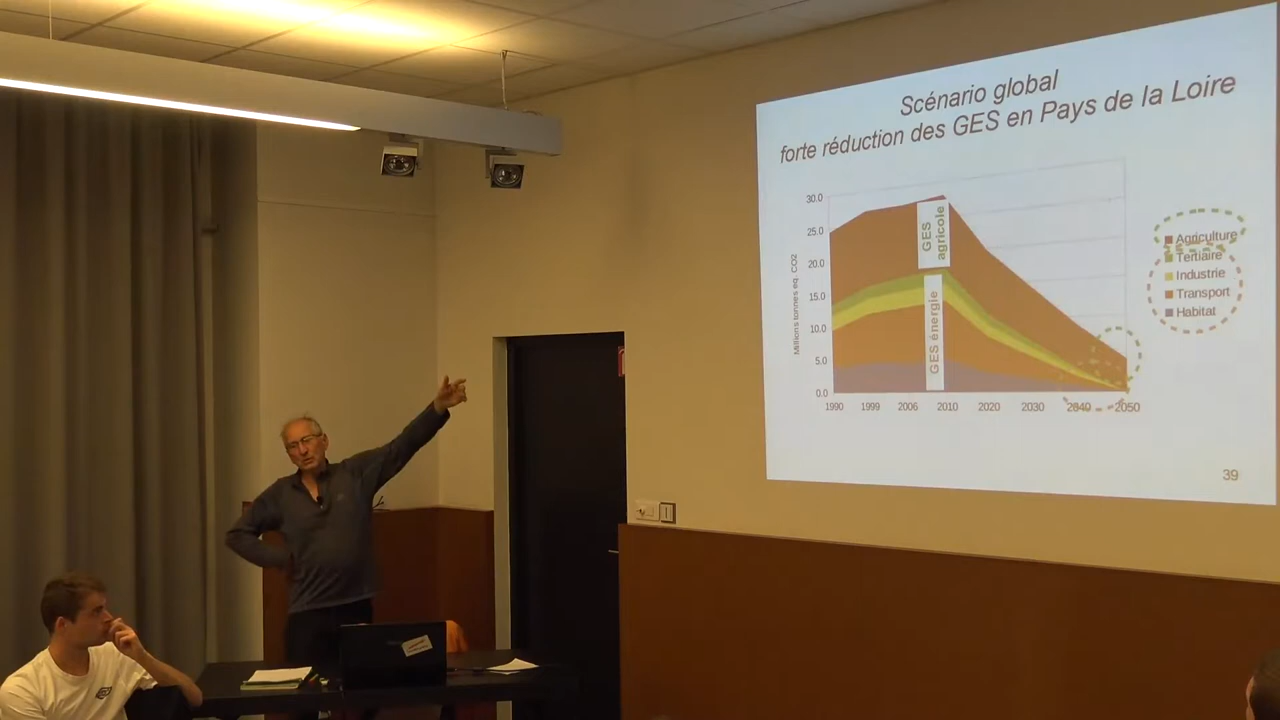 Scénario global
forte réduction des GES en Pays de la Loire
30.0
25.0
20.0
15.0
10.0
5.0
0.0
Millions tonnes eq. CO2
GES
agricole
GES énergie
1990 1999 2006 2010 2020 2030 2040 2050
Agriculture
Tertiaire
Industrie
Transport
Habitat
39